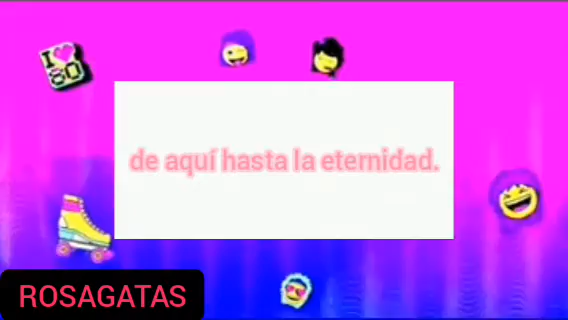 I ♥
80
de aquí hasta la eternidad.
ROSAGATAS